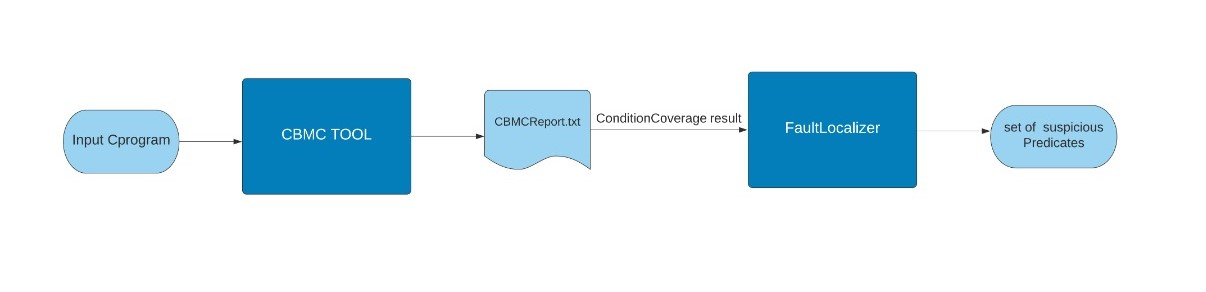 Input Cprogram
CBMC TOOL
CBMCReport.txt
ConditionCoverage result
FaultLocalizer
set of suspicious
Predicates